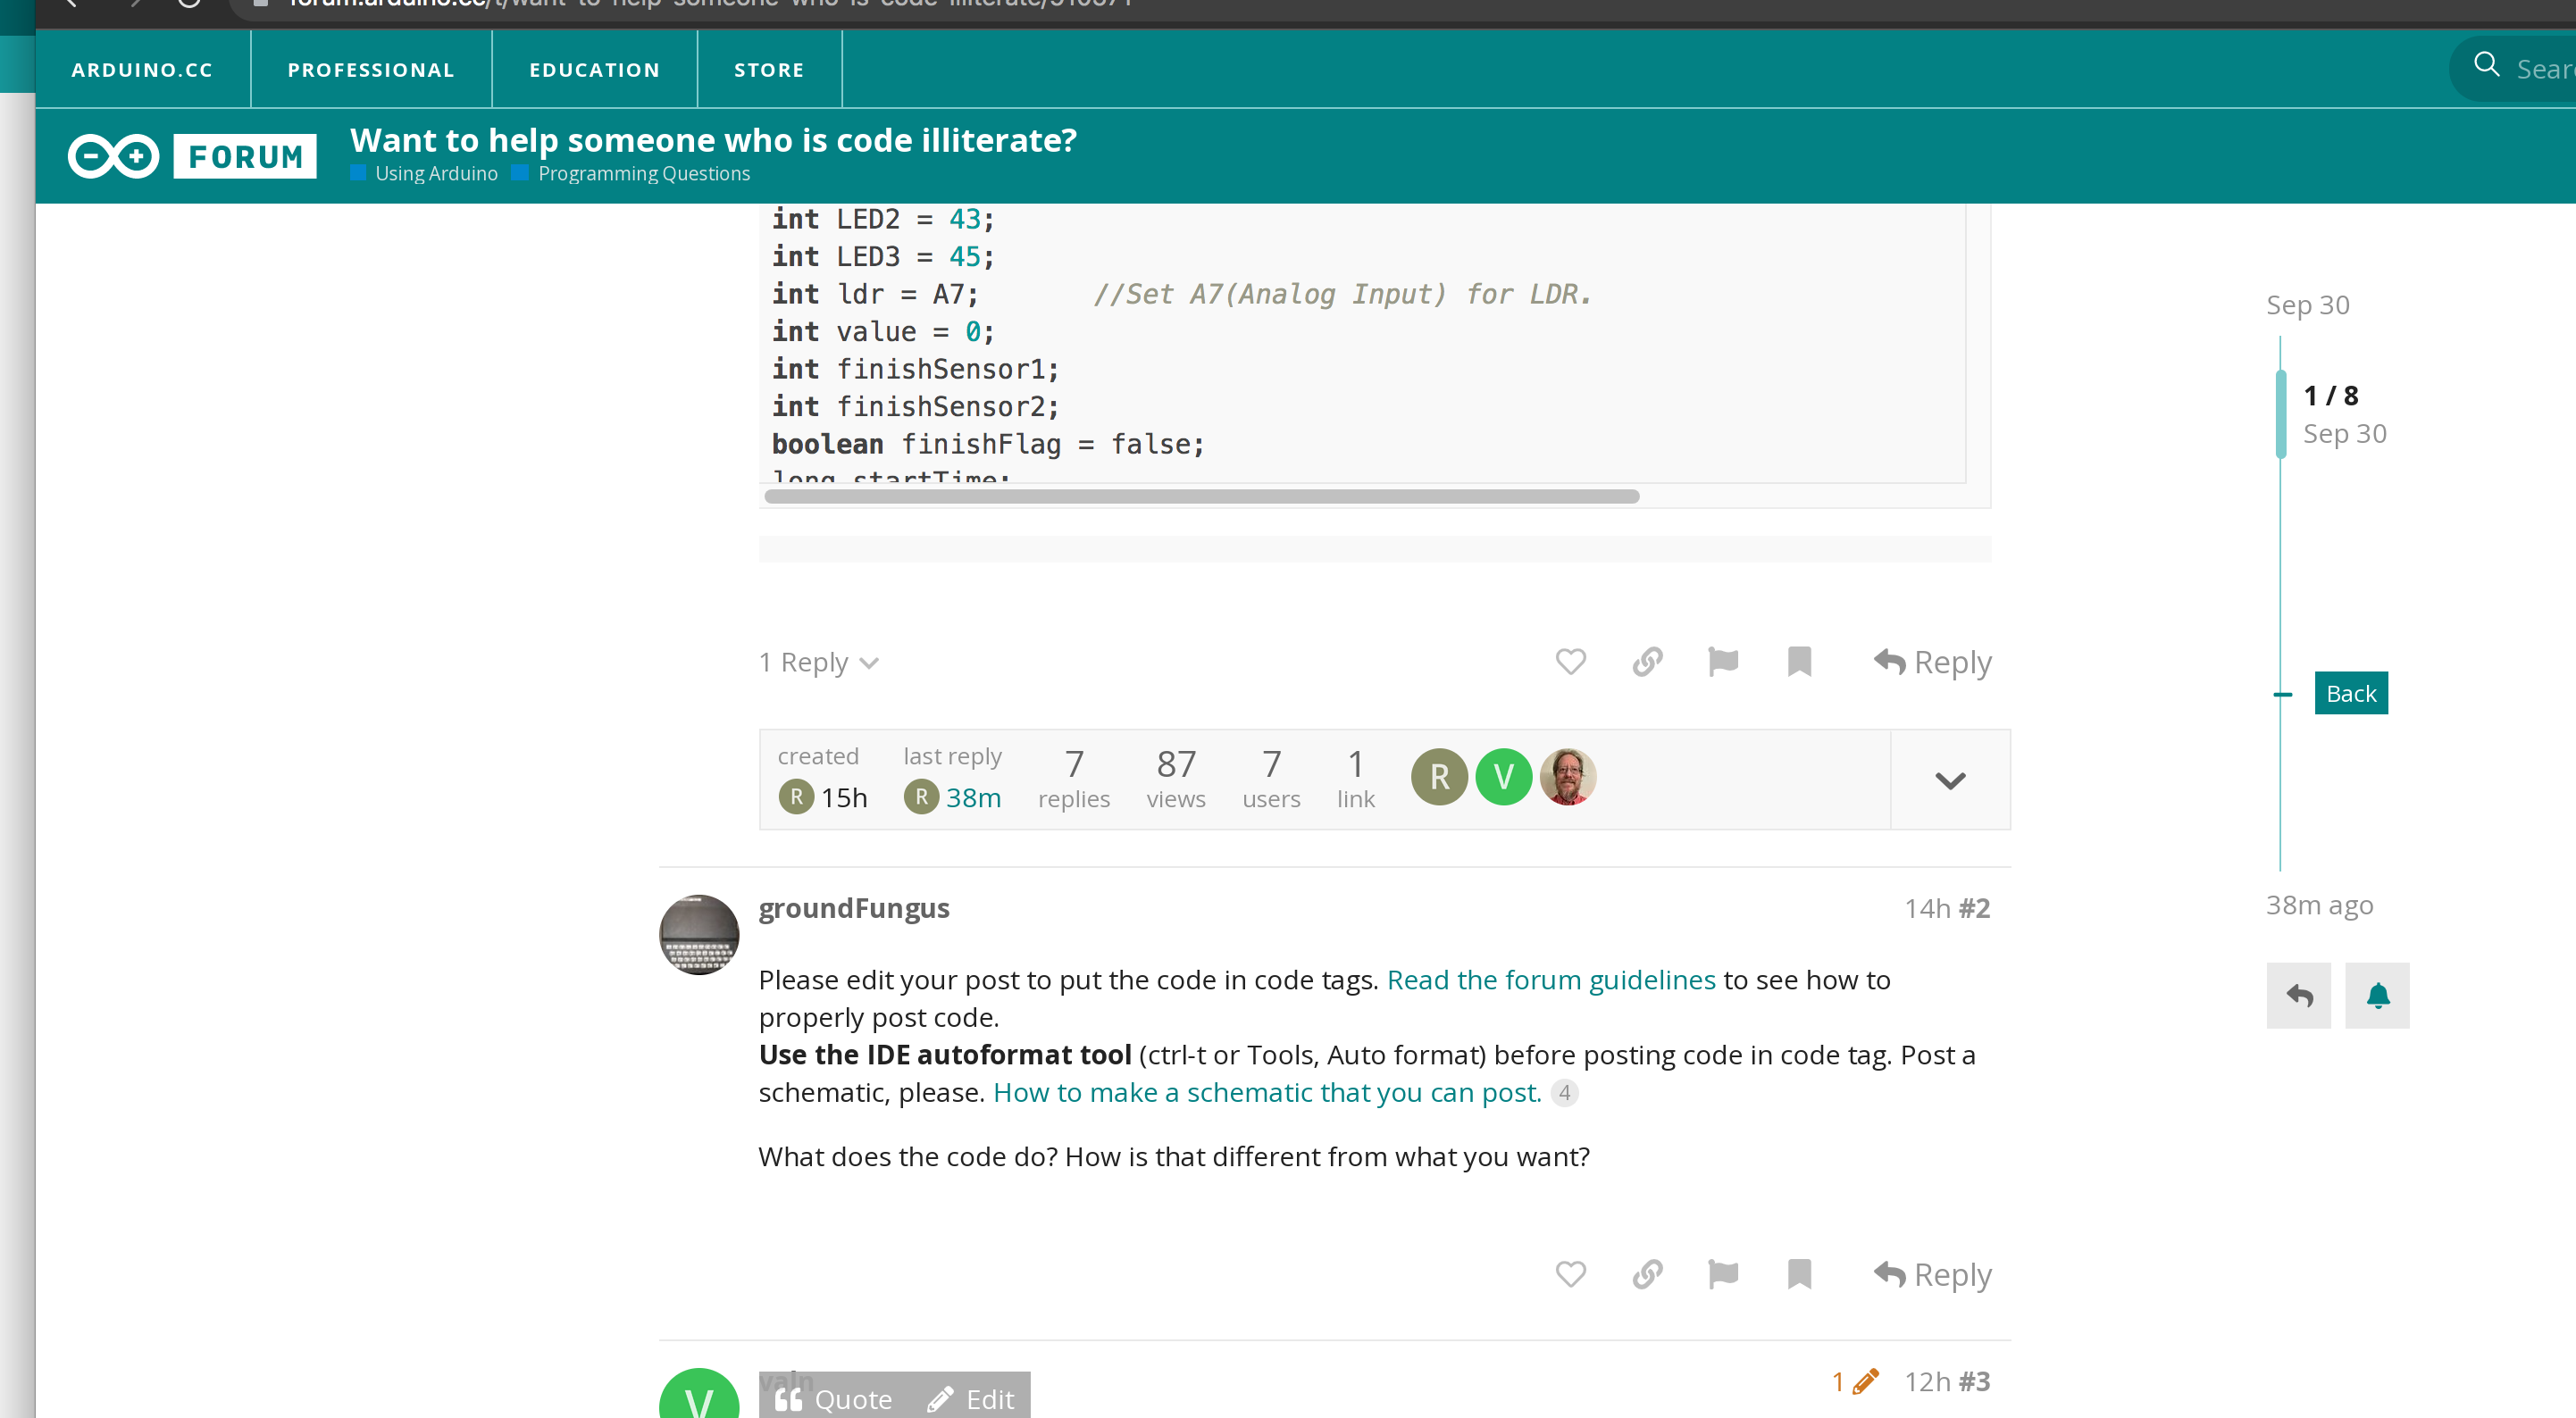 forum.arduino.cc/t/want-to-help-someone-who-is-code-illiterate/910871
ARDUINO.CC PROFESSIONAL EDUCATION STORE
FORUM
Want to help someone who is code illiterate?
Using Arduino Programming Questions
int LED2 = 43;
int LED3 = 45;
int ldr = A7; //Set A7(Analog Input) for LDR.
int value = 0;
int finishSensor1;
int finishSensor2;
boolean finishFlag = false;
long startTime;
Sep 30
1 / 8
Sep 30
Back
38m ago
1 Reply
Reply
created
R 15h
last reply
R 38m
7
replies
87
views
7
users
1
link
R V
groundFungus
14h #2
Please edit your post to put the code in code tags. Read the forum guidelines to see how to
properly post code.
Use the IDE autoformat tool (ctrl-t or Tools, Auto format) before posting code in code tag. Post a
schematic, please. How to make a schematic that you can post. 4
What does the code do? How is that different from what you want?
Reply
V
Quote Edit
1 12h #3